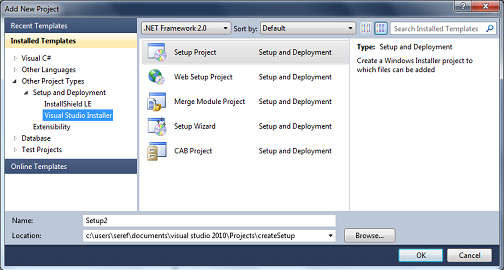 Add New Project
Recent Templates
Installed Templates
Visual C#
Other Languages
Other Project Types
Setup and Deployment
InstallShield LE
Visual Studio Installer
Extensibility
Database
Test Projects
Online Templates
.NET Framework 2.0 Sort by: Default
Search Installed Templates
Setup Project Setup and Deployment
Web Setup Project Setup and Deployment
Merge Module Project Setup and Deployment
Setup Wizard Setup and Deployment
CAB Project Setup and Deployment
Type: Setup and Deployment
Create a Windows Installer project to
which files can be added
Name: Setup2
Location: c:\users\seref\documents\visual studio 2010\Projects\createSetup Browse...
OK Cancel